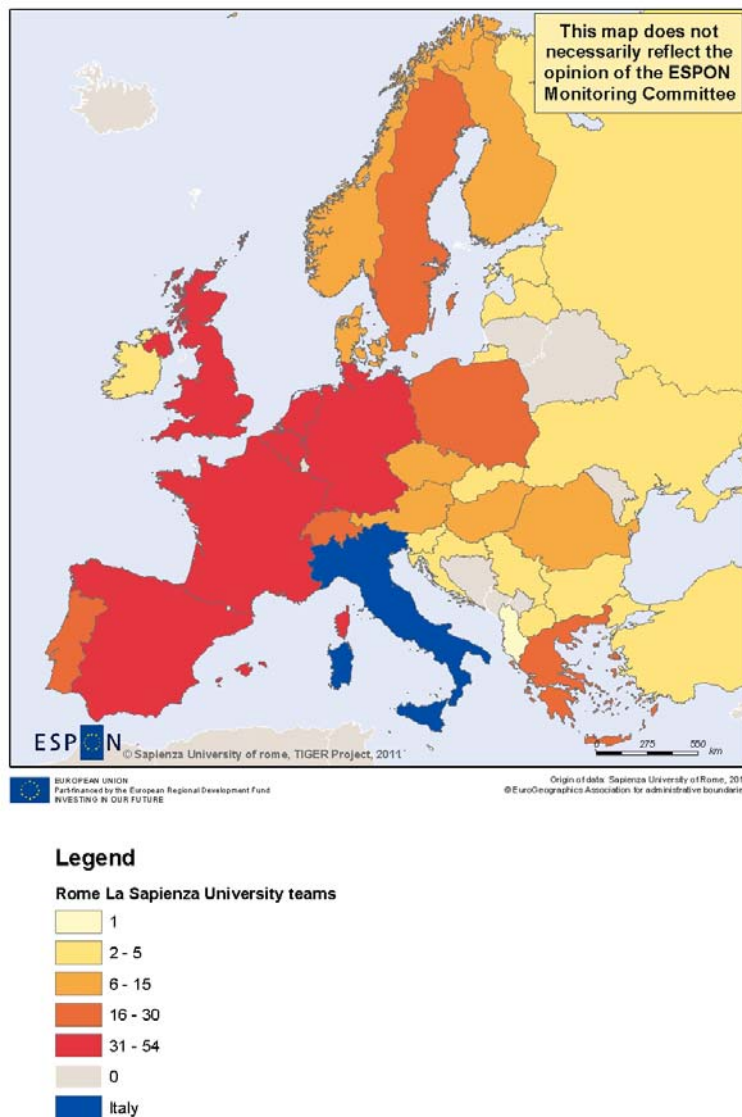 This map does not
necessarily reflect the
opinion of the ESPON
Monitoring Committee
ESPON
© Sapienza University of rome, TIGER Project, 2011
0 275 550
km
EUROPEAN UNION
Part-financed by the European Regional Development Fund
INVESTING IN OUR FUTURE
Origin of data: Sapienza University of Rome, 201
© EuroGeographics Association for administrative boundarie
Legend
Rome La Sapienza University teams
1
2 - 5
6 - 15
16 - 30
31 - 54
0
Italy